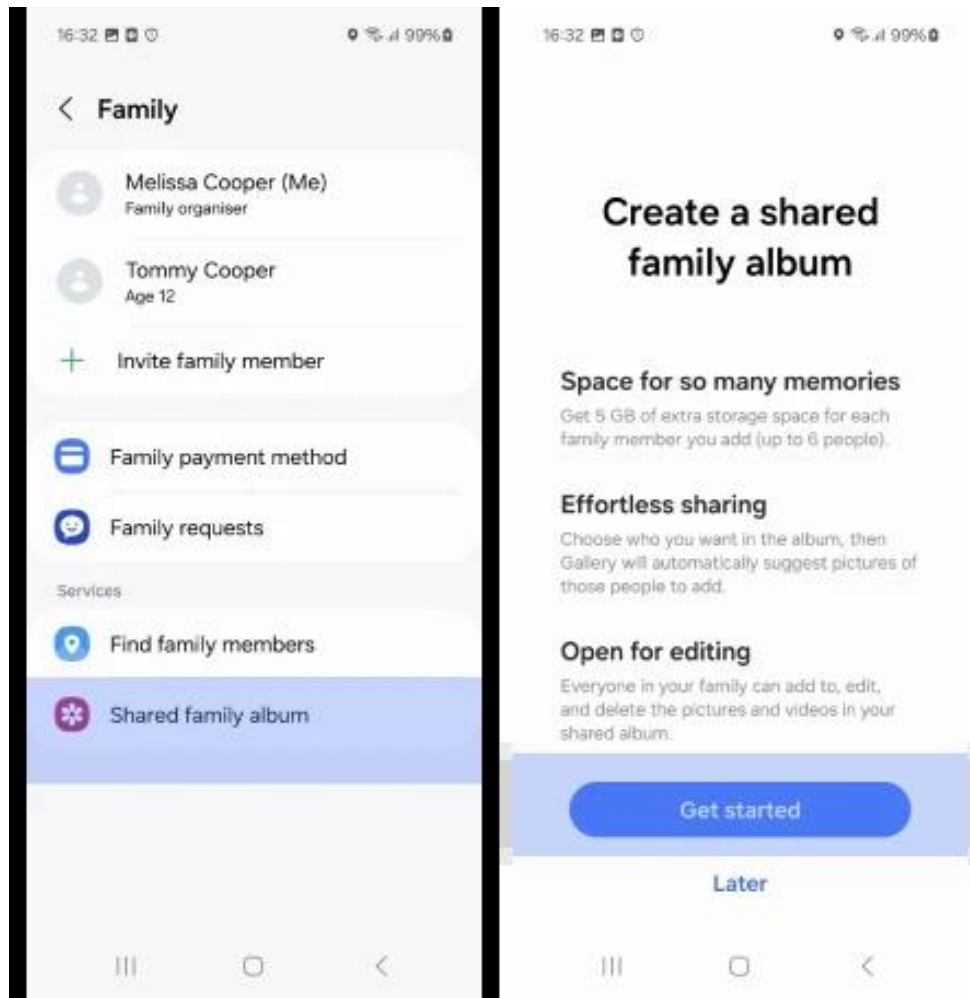 16:32
99%
Family
Melissa Cooper (Me)
Family organiser
Tommy Cooper
Age 12
Invite family member
Family payment method
Family requests
Services
Find family members
Shared family album
16:32
99%
Create a shared
family album
Space for so many memories
Get 5 GB of extra storage space for each
family member you add (up to 6 people).
Effortless sharing
Choose who you want in the album, then
Gallery will automatically suggest pictures of
those people to add.
Open for editing
Everyone in your family can add to, edit,
and delete the pictures and videos in your
shared album.
Get started
Later